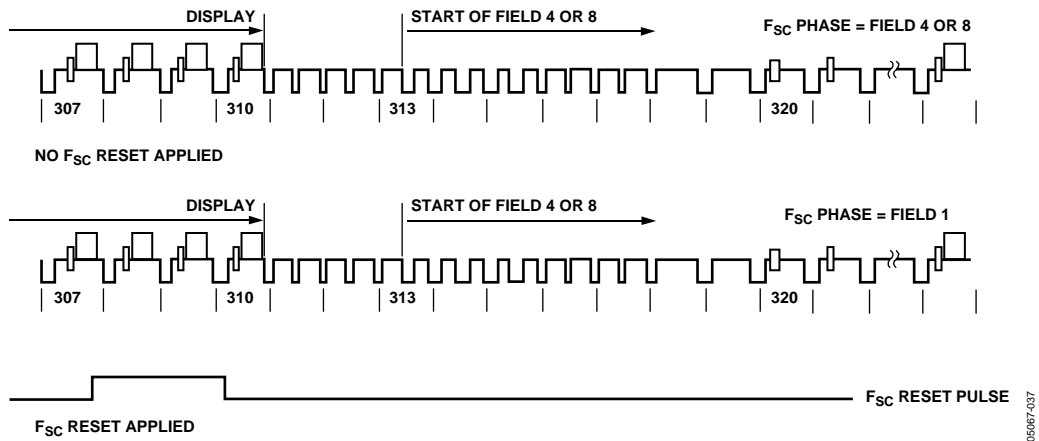 DISPLAY
START OF FIELD 4 OR 8
FSC PHASE = FIELD 4 OR 8
307 310 313 320
NO FSC RESET APPLIED
DISPLAY
START OF FIELD 4 OR 8
FSC PHASE = FIELD 1
307 310 313 320
FSC RESET PULSE
FSC RESET APPLIED
05067-037